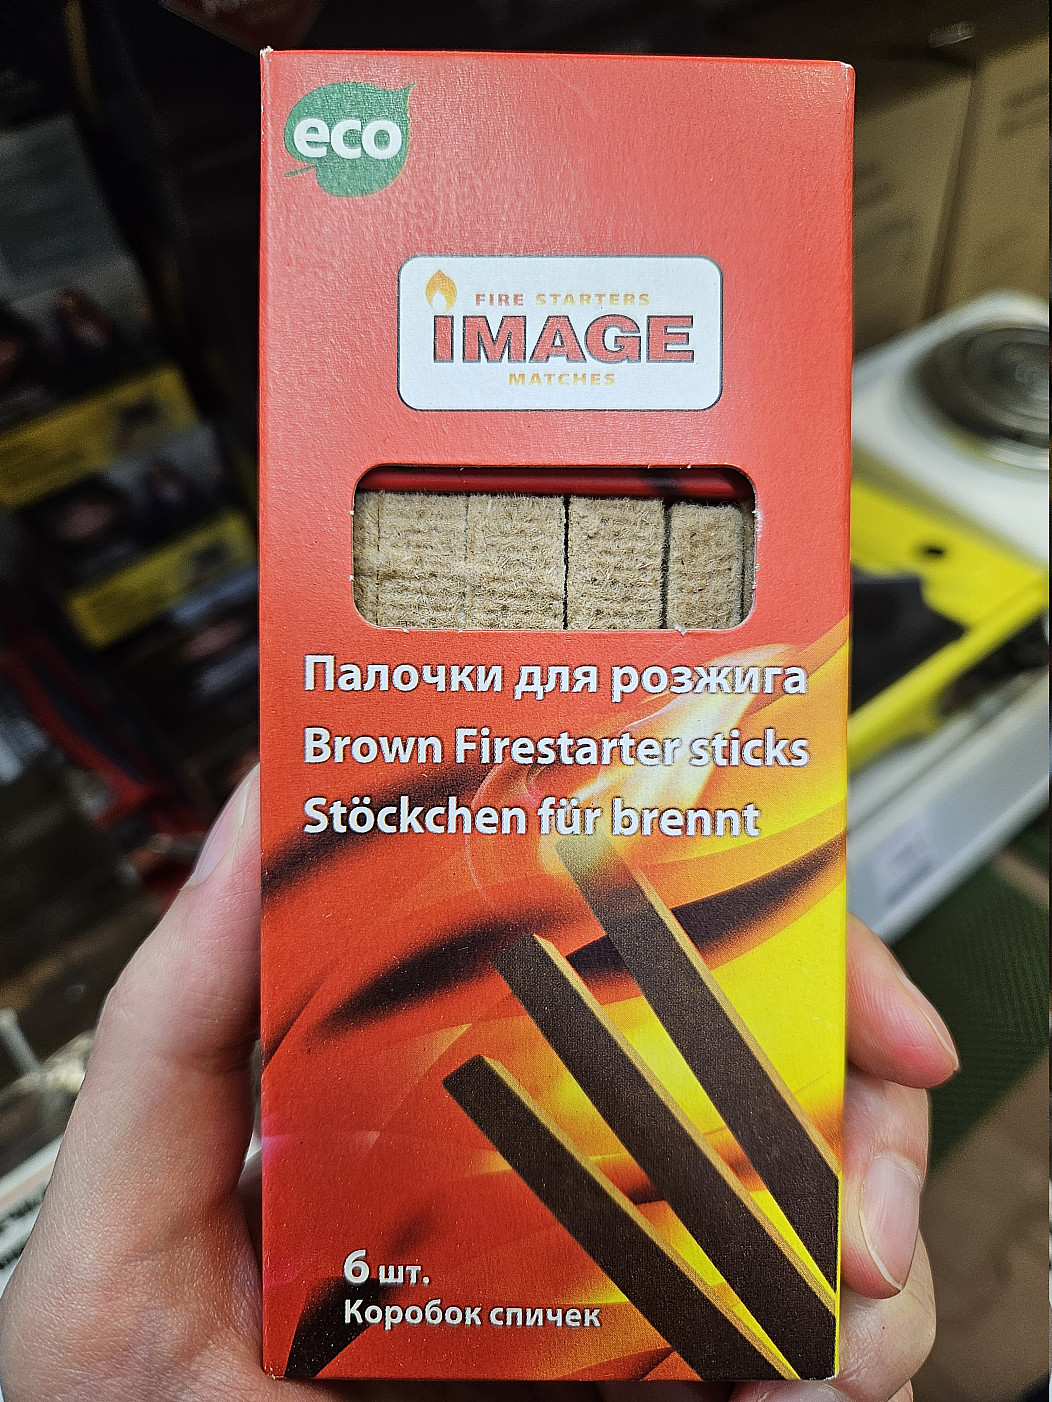 eco
FIRE STARTERS
IMAGE
MATCHES
Палочки для розжига
Brown Firestarter sticks
Stöckchen für brennt
6 шт.
Коробок спичек